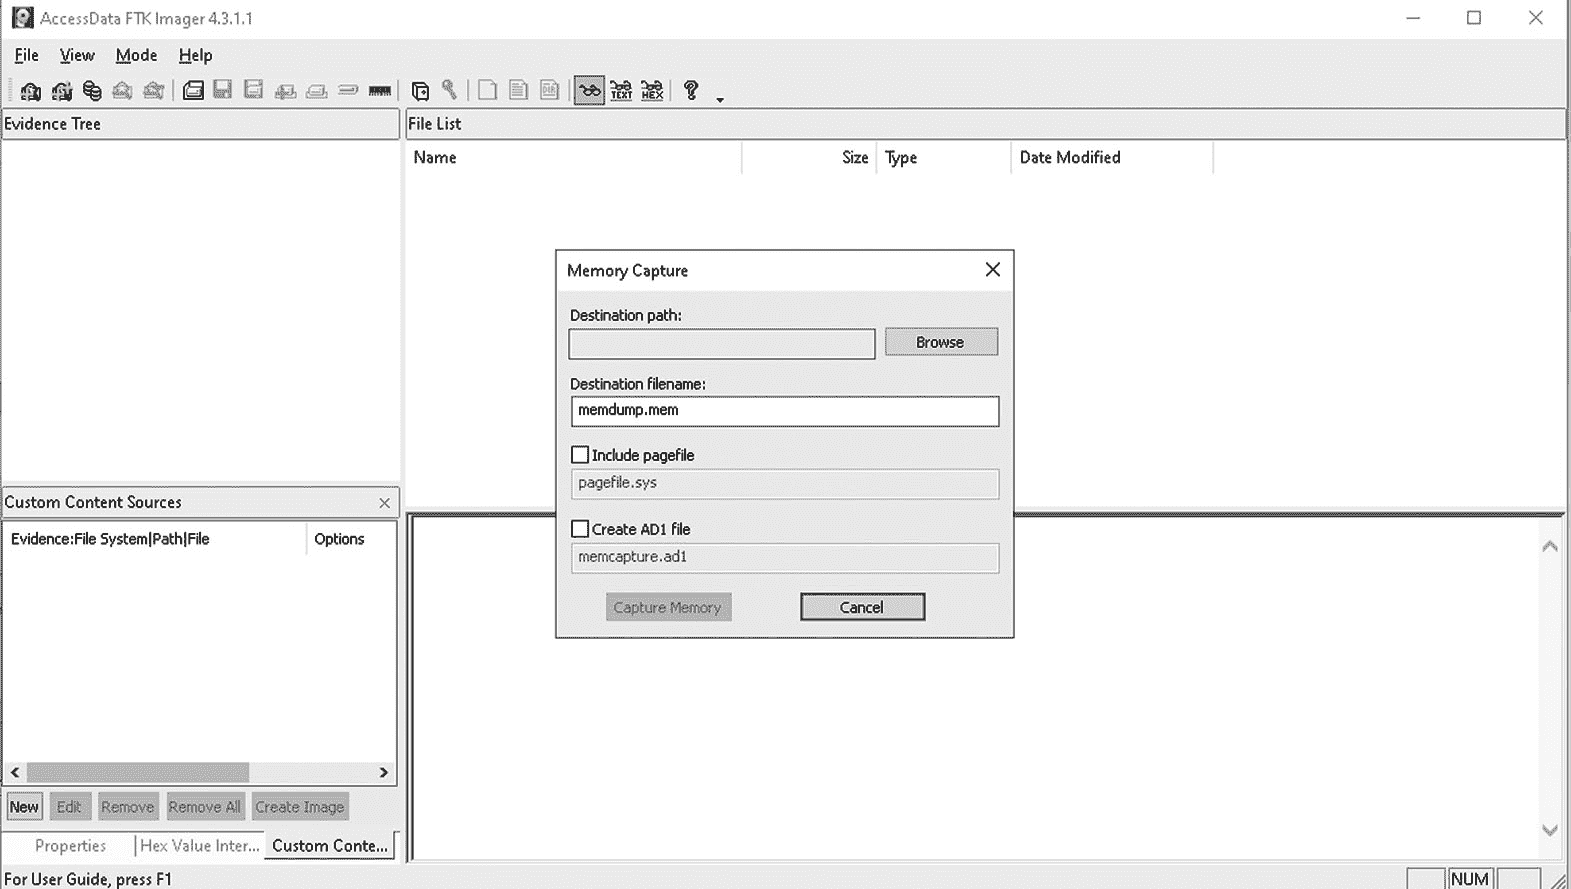 AccessData FTK Imager 4.3.1.1
File View Mode Help
TEXT HEX DIR ?
Evidence Tree
File List
Name Size Type Date Modified
Memory Capture
Destination path:
Browse
Destination filename:
memdump.mem
Include pagefile
pagefile.sys
Create AD1 file
memcapture.ad1
Capture Memory Cancel
Custom Content Sources
Evidence:File System|Path|File Options
New Edit Remove Remove All Create Image
Properties Hex Value Inter... Custom Conte...
For User Guide, press F1
NUM